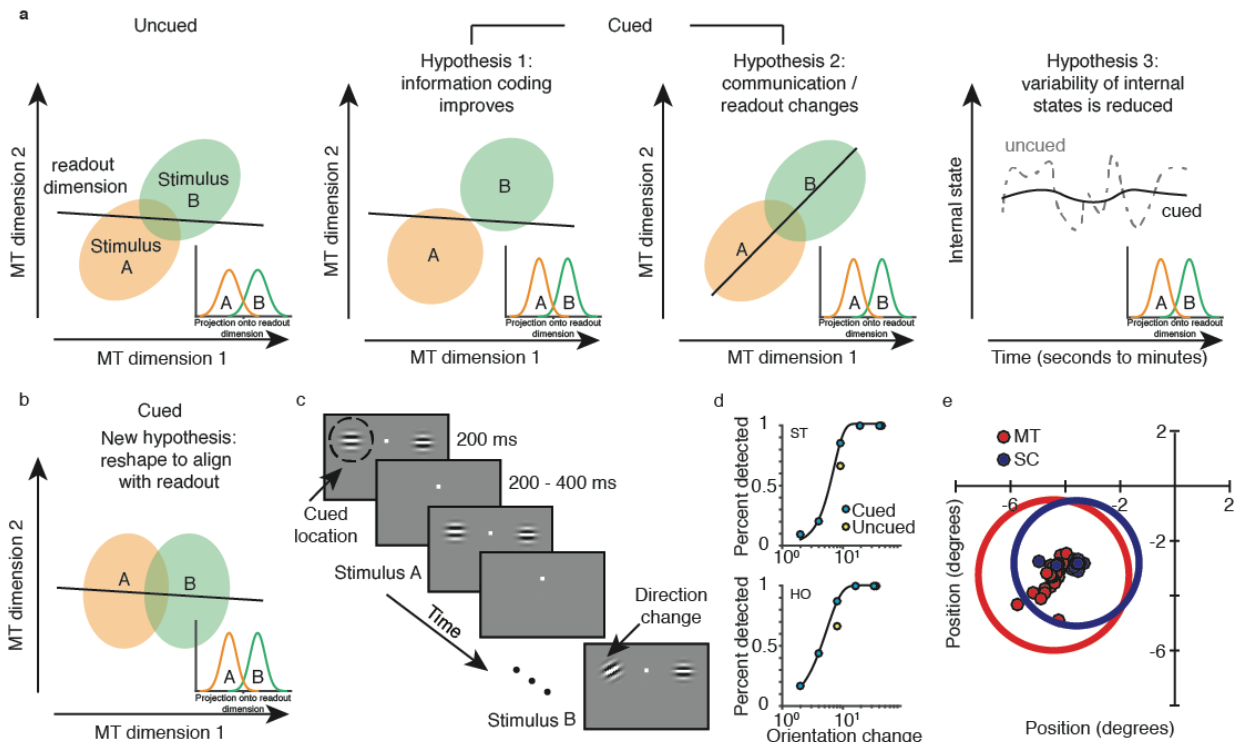 a
Uncued
Cued
Hypothesis 1:
information coding
improves
Hypothesis 2:
communication /
readout changes
Hypothesis 3:
variability of internal
states is reduced
MT dimension 2
readout
dimension
Stimulus
B
Stimulus
A
A
B
Projection onto readout
dimension
MT dimension 1
MT dimension 2
B
A
A
B
Projection onto readout
dimension
MT dimension 1
MT dimension 2
B
A
A
B
Projection onto readout
dimension
MT dimension 1
Internal state
uncued
cued
A
B
Projection onto readout
dimension
Time (seconds to minutes)
b
Cued
New hypothesis:
reshape to align
with readout
MT dimension 2
A
B
A
B
Projection onto readout
dimension
MT dimension 1
c
200 ms
200 - 400 ms
Cued
location
Stimulus A
Time
Direction
change
Stimulus B
d
Percent detected
1
ST
0.5
Cued
Uncued
0
10⁰
10¹
Percent detected
1
HO
0.5
0
10⁰
10¹
Orientation change
e
MT
SC
2
-6
-2
2
-2
-6
Position (degrees)
Position (degrees)